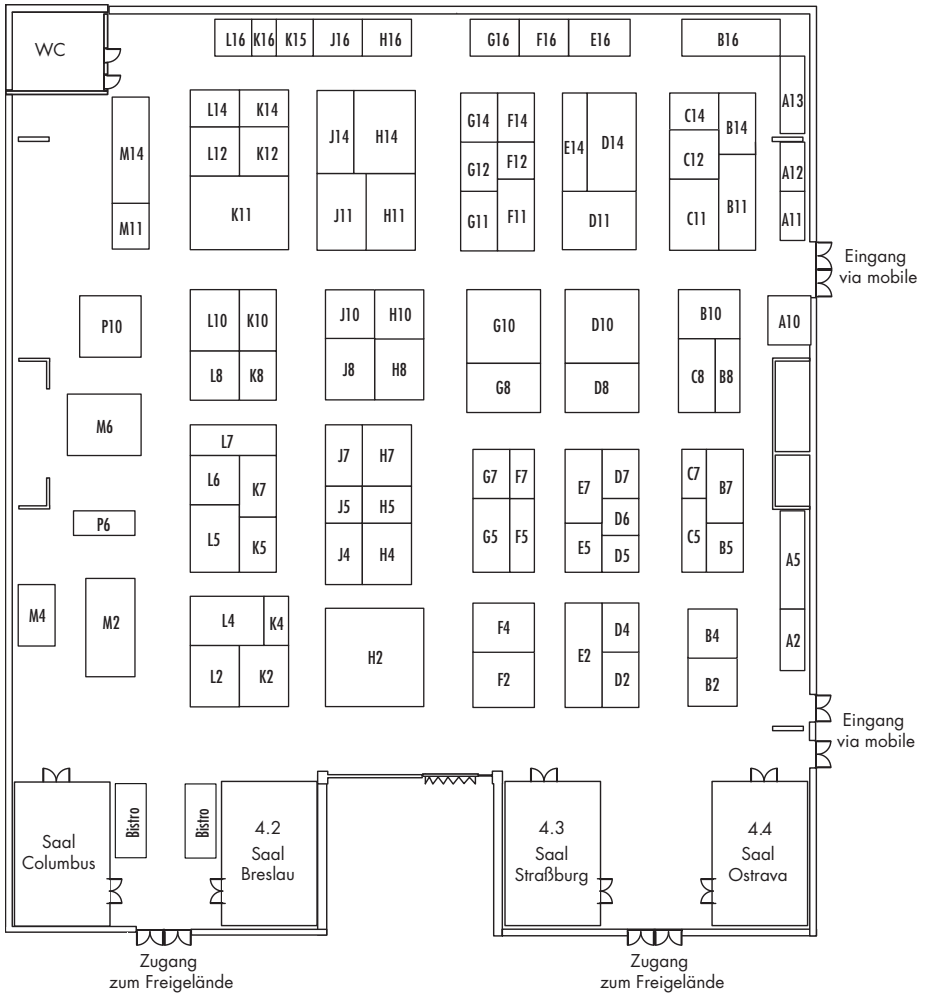 WC
L16 K16 K15 J16 H16
G16 F16 E16
B16
A13
M14
L14 K14
J14 H14
G14 F14
E14 D14
C14 B14
L12 K12
G12 F12
C12
A12
M11
K11
J11 H11
G11 F11
D11
C11 B11
A11
Eingang
via mobile
P10
L10 K10
J10 H10
G10
D10
B10
A10
L8 K8
J8 H8
G8
D8
C8 B8
M6
L7
J7 H7
G7 F7
E7 D7
C7 B7
L6 K7
P6
J5 H5
D6
L5 K5
G5 F5
E5 D5
C5 B5
A5
J4 H4
M4
M2
L4 K4
H2
F4
E2 D4
B4
A2
L2 K2
F2
D2
B2
Eingang
via mobile
Saal
Columbus
Bistro
Bistro
4.2
Saal
Breslau
4.3
Saal
Straßburg
4.4
Saal
Ostrava
Zugang
zum Freigelände
Zugang
zum Freigelände